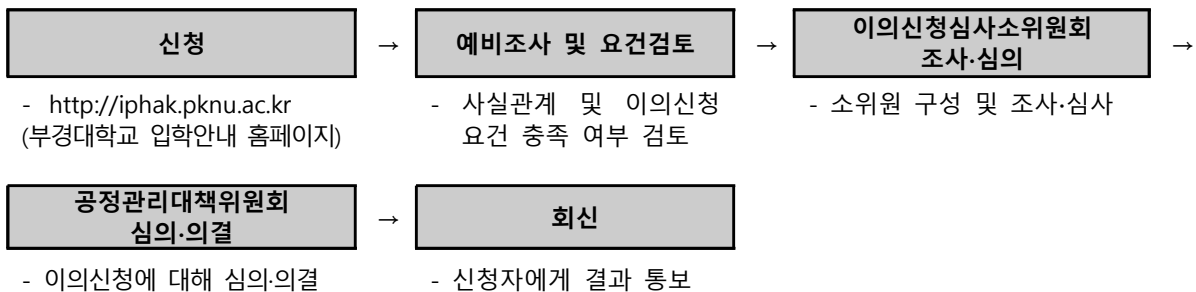 신청
→
예비조사 및 요건검토
→
이의신청심사소위원회
조사·심의
→
- http://iphak.pknu.ac.kr
(부경대학교 입학안내 홈페이지)
- 사실관계 및 이의신청
요건 충족 여부 검토
- 소위원 구성 및 조사·심사
공정관리대책위원회
심의·의결
→
회신
- 이의신청에 대해 심의·의결
- 신청자에게 결과 통보